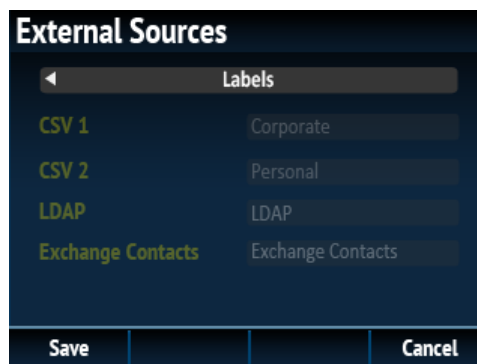 External Sources
Labels
CSV 1 Corporate
CSV 2 Personal
LDAP LDAP
Exchange Contacts Exchange Contacts
Save Cancel